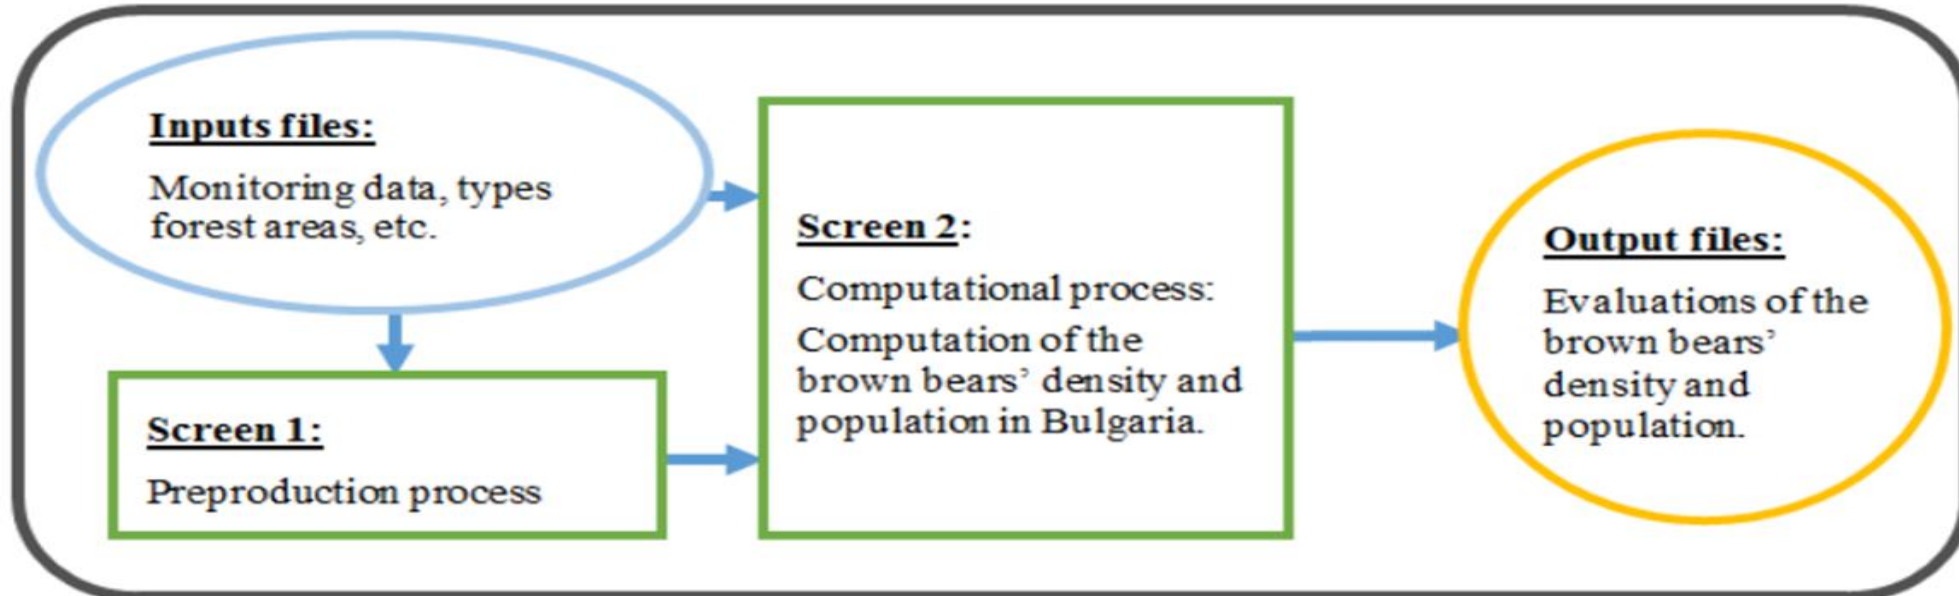 Inputs files:
Monitoring data, types
forest areas, etc.
Screen 1:
Preproduction process
Screen 2:
Computational process:
Computation of the
brown bears’ density and
population in Bulgaria.
Output files:
Evaluations of the
brown bears’
density and
population.